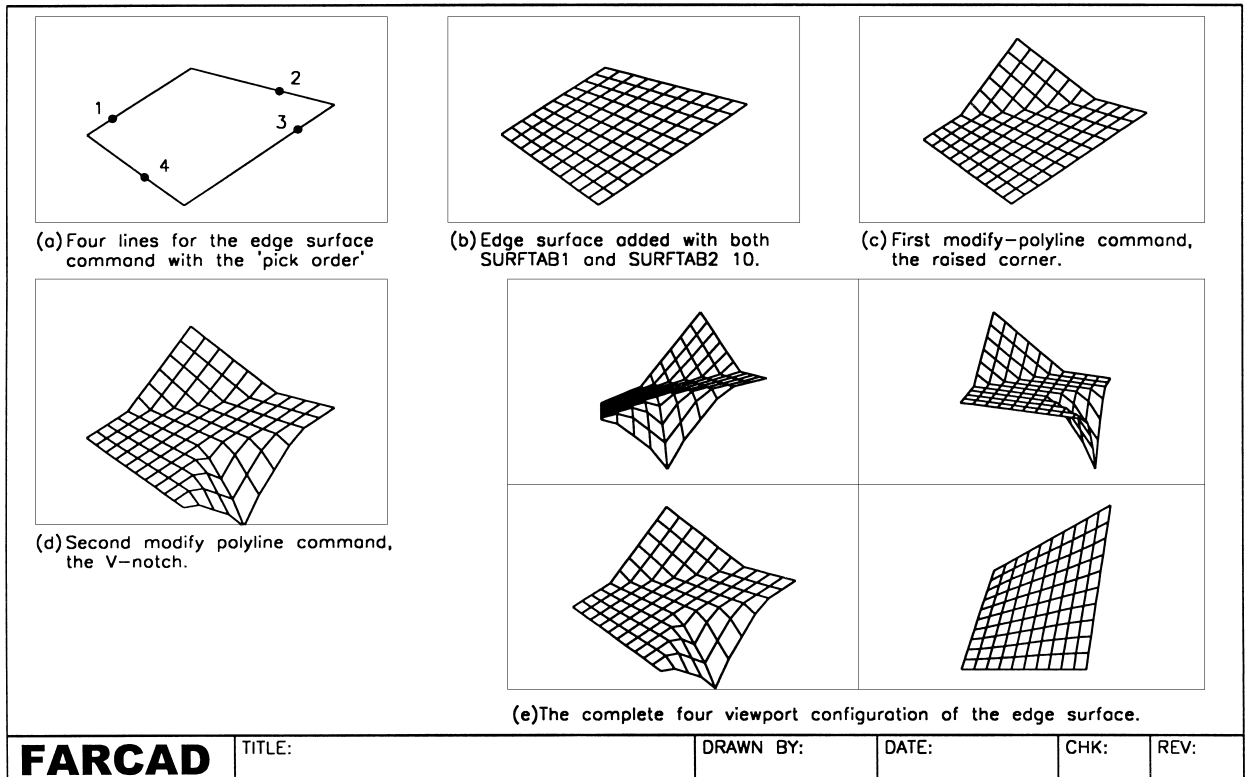 1
2
3
4
(a) Four lines for the edge surface
command with the 'pick order'
(b) Edge surface added with both
SURFTAB1 and SURFTAB2 10.
(c) First modify-polyline command,
the raised corner.
(d) Second modify polyline command,
the V-notch.
(e)The complete four viewport configuration of the edge surface.
FARCAD
TITLE:
DRAWN BY:
DATE:
CHK:
REV: